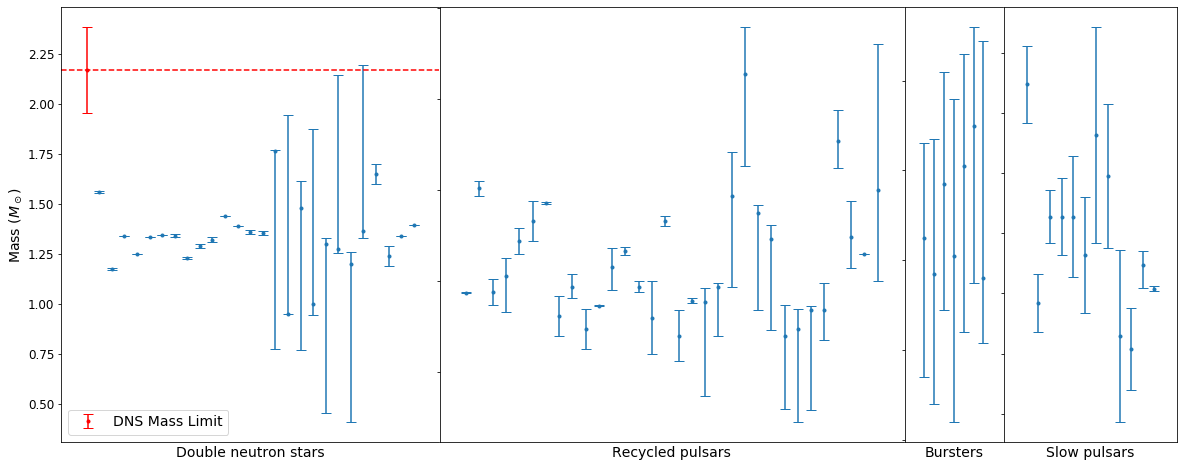 Mass (M⊙)
2.25
2.00
1.75
1.50
1.25
1.00
0.75
0.50
DNS Mass Limit
Double neutron stars
Recycled pulsars
Bursters
Slow pulsars